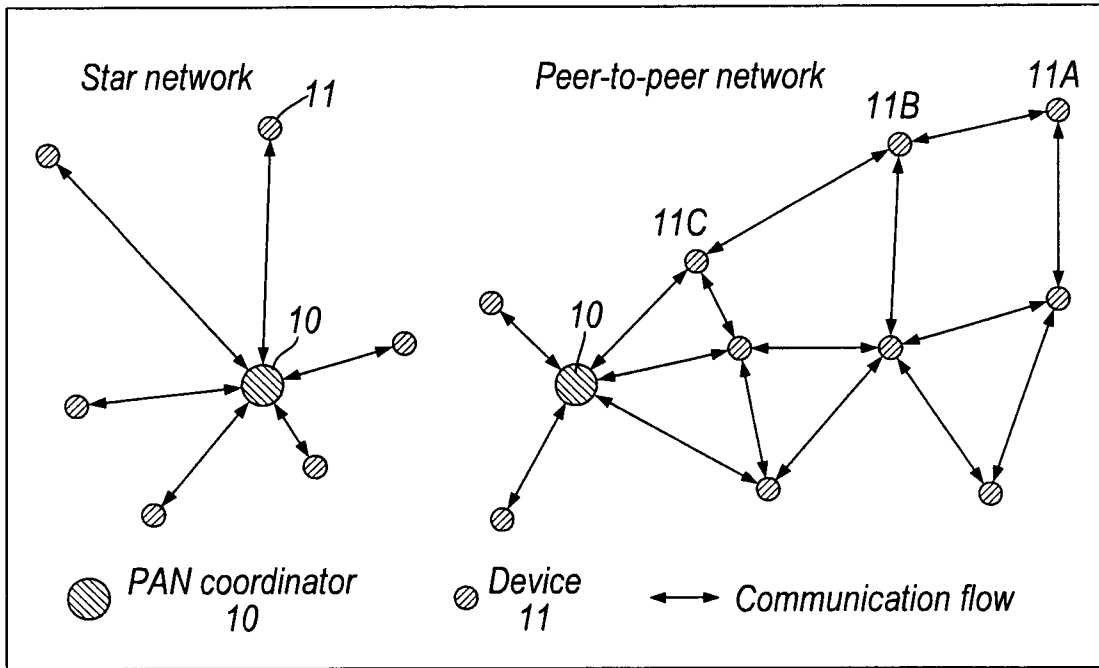 Star network
11
10
Peer-to-peer network
11A
11B
11C
10
PAN coordinator
10
Device
11
Communication flow